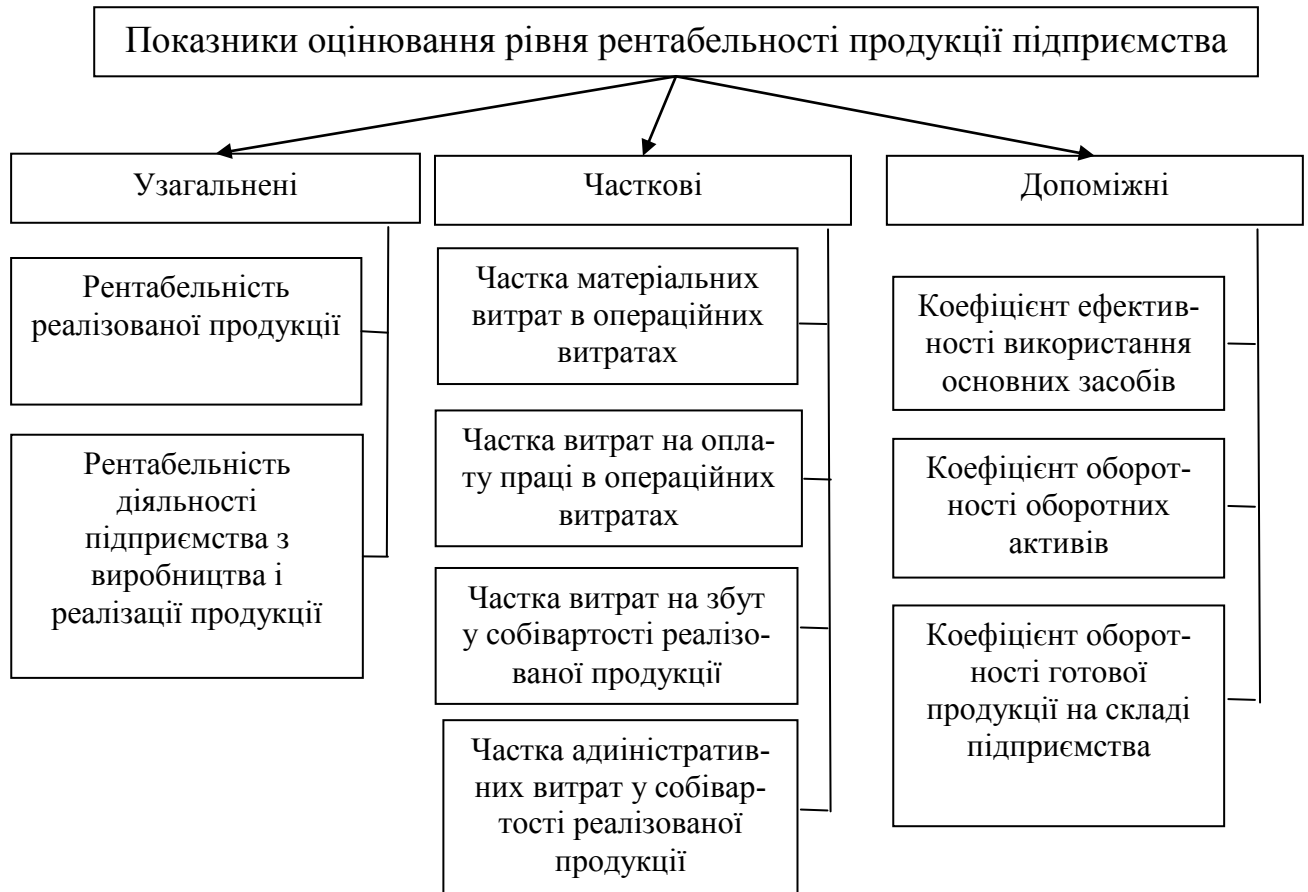 Показники оцінювання рівня рентабельності продукції підприємства
Узагальнені
Рентабельність
реалізованої продукції
Рентабельність
діяльності
підприємства з
виробництва і
реалізації продукції
Часткові
Частка матеріальних
витрат в операційних
витратах
Частка витрат на опла-
ту праці в операційних
витратах
Частка витрат на збут
у собівартості реалізо-
ваної продукції
Частка адиіністратив-
них витрат у собівар-
тості реалізованої
продукції
Допоміжні
Коефіцієнт ефектив-
ності використання
основних засобів
Коефіцієнт оборот-
ності оборотних
активів
Коефіцієнт оборот-
ності готової
продукції на складі
підприємства